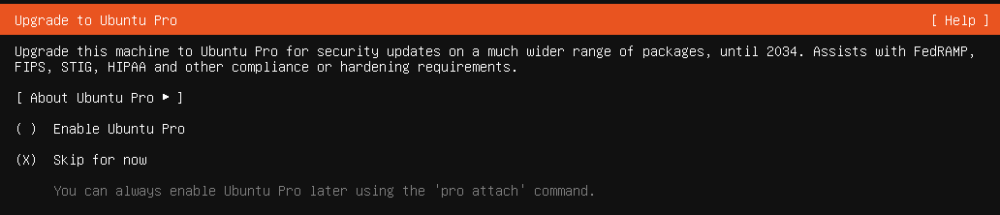 Upgrade to Ubuntu Pro [ Help ]
Upgrade this machine to Ubuntu Pro for security updates on a much wider range of packages, until 2034. Assists with FedRAMP,
FIPS, STIG, HIPAA and other compliance or hardening requirements.
[ About Ubuntu Pro ► ]
( ) Enable Ubuntu Pro
(X) Skip for now
You can always enable Ubuntu Pro later using the 'pro attach' command.